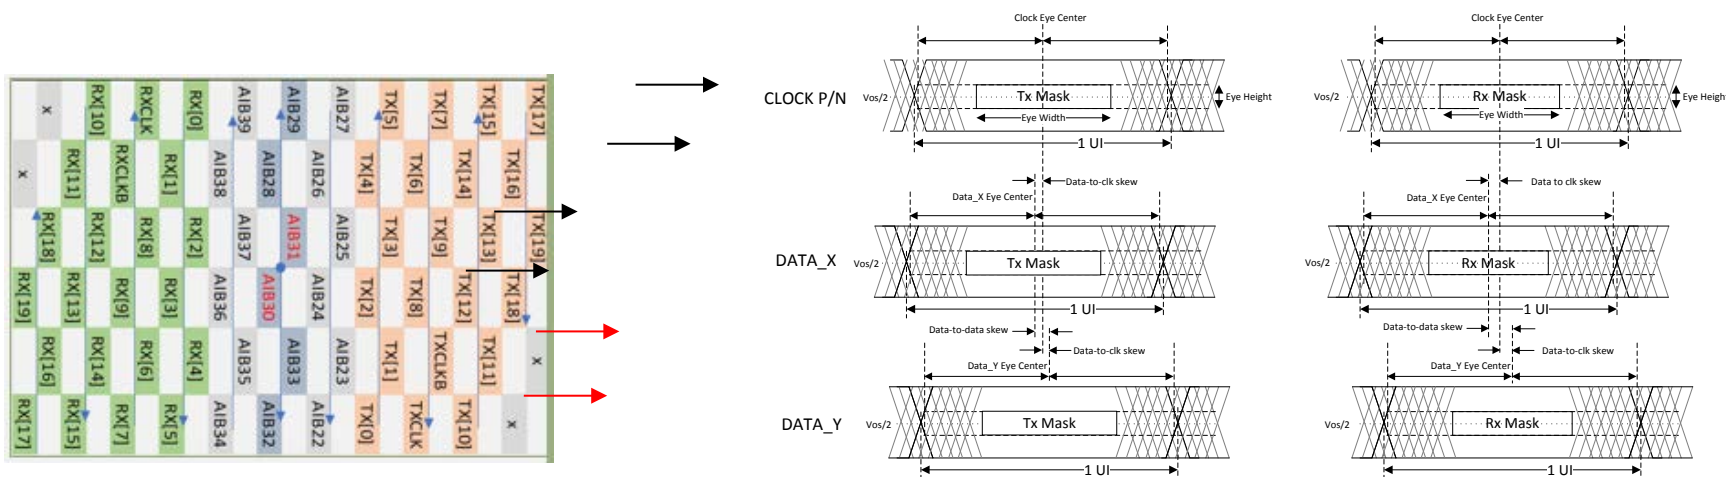 x RX[10] RXCLK RX[0] AIB39 AIB29 AIB27 TX[5] TX[7] TX[15] TX[17]
x RX[11] RXCLKB RX[1] AIB38 AIB28 AIB26 TX[4] TX[6] TX[14] TX[16]
RX[18] RX[12] RX[8] RX[2] AIB37 AIB31 AIB25 TX[3] TX[9] TX[13] TX[19]
RX[19] RX[13] RX[9] RX[3] AIB36 AIB30 AIB24 TX[2] TX[8] TX[12] TX[18]
RX[16] RX[14] RX[6] RX[4] AIB35 AIB33 AIB23 TX[1] TXCLKB TX[11] x
RX[17] RX[15] RX[7] RX[5] AIB34 AIB32 AIB22 TX[0] TXCLK TX[10] x
Clock Eye Center
CLOCK P/N
Vos/2
Tx Mask
Eye Width
Eye Height
1 UI
Data-to-clk skew
Data_X Eye Center
DATA_X
Vos/2
Tx Mask
1 UI
Data-to-data skew
Data-to-clk skew
Data_Y Eye Center
DATA_Y
Vos/2
Tx Mask
1 UI
Clock Eye Center
Vos/2
Rx Mask
Eye Width
Eye Height
1 UI
Data to clk skew
Data_X Eye Center
Vos/2
Rx Mask
1 UI
Data-to-data skew
Data-to-clk skew
Data_Y Eye Center
Vos/2
Rx Mask
1 UI